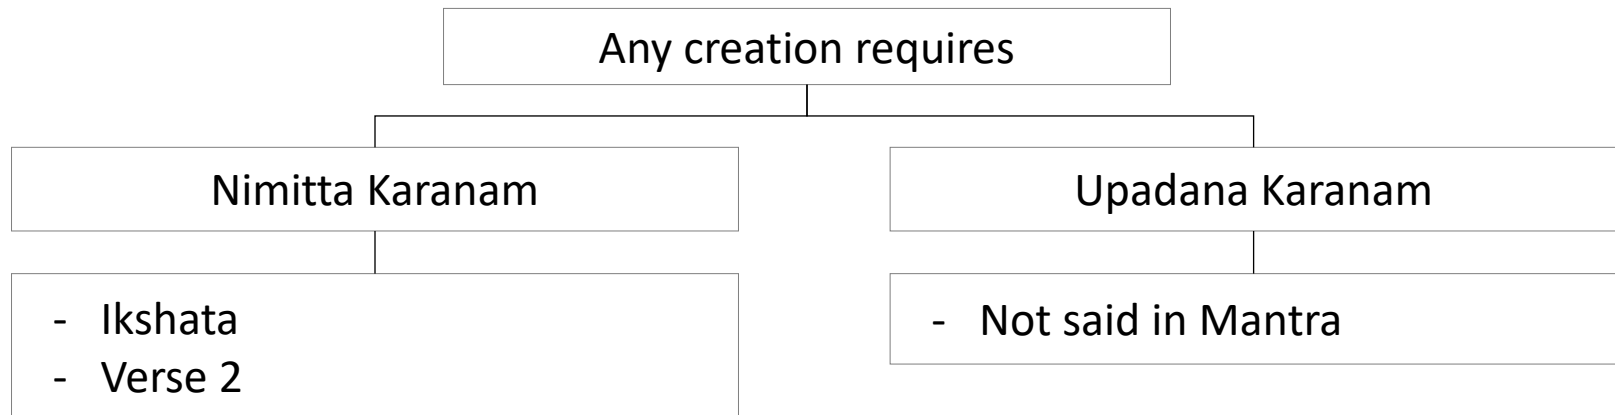 Any creation requires
Nimitta Karanam
Upadana Karanam
- Ikshata
- Verse 2
- Not said in Mantra